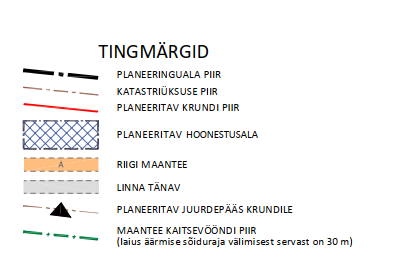 TINGMÄRGID
PLANEERINGUALA PIIR
KATASTRIÜKSUSE PIIR
PLANEERITAV KRUNDI PIIR
PLANEERITAV HOONESTUSALA
A
RIIGI MAANTEE
LINNA TÄNAV
PLANEERITAV JUURDEPÄÄS KRUNDILE
MAANTEE KAITSEVÖÖNDI PIIR
(laius äärmise sõiduraja välimisest servast on 30 m)